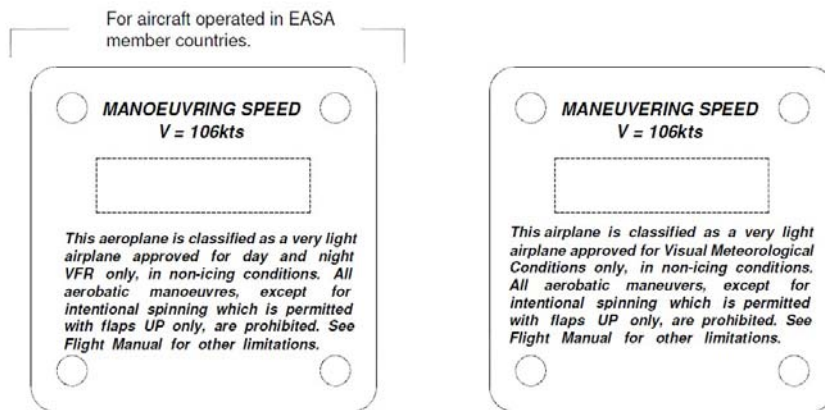 For aircraft operated in EASA
member countries.
MANOEUVRING SPEED
V = 106kts
This aeroplane is classified as a very light
airplane approved for day and night
VFR only, in non-icing conditions. All
aerobatic manoeuvres, except for
intentional spinning which is permitted
with flaps UP only, are prohibited. See
Flight Manual for other limitations.
MANEUVERING SPEED
V = 106kts
This airplane is classified as a very light
airplane approved for Visual Meteorological
Conditions only, in non-icing conditions.
All aerobatic maneuvers, except for
intentional spinning which is permitted
with flaps UP only, are prohibited. See
Flight Manual for other limitations.